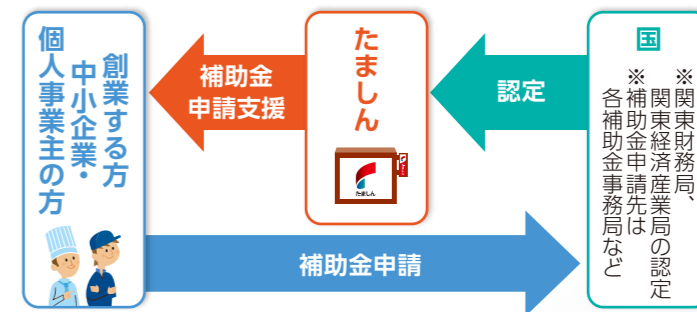 創業する方
中小企業・
個人事業主の方
補助金
申請支援
たましん
たましん
認定
国
※関東財務局、
関東経済産業局の認定
※補助金申請先は
各補助金事務局など
補助金申請